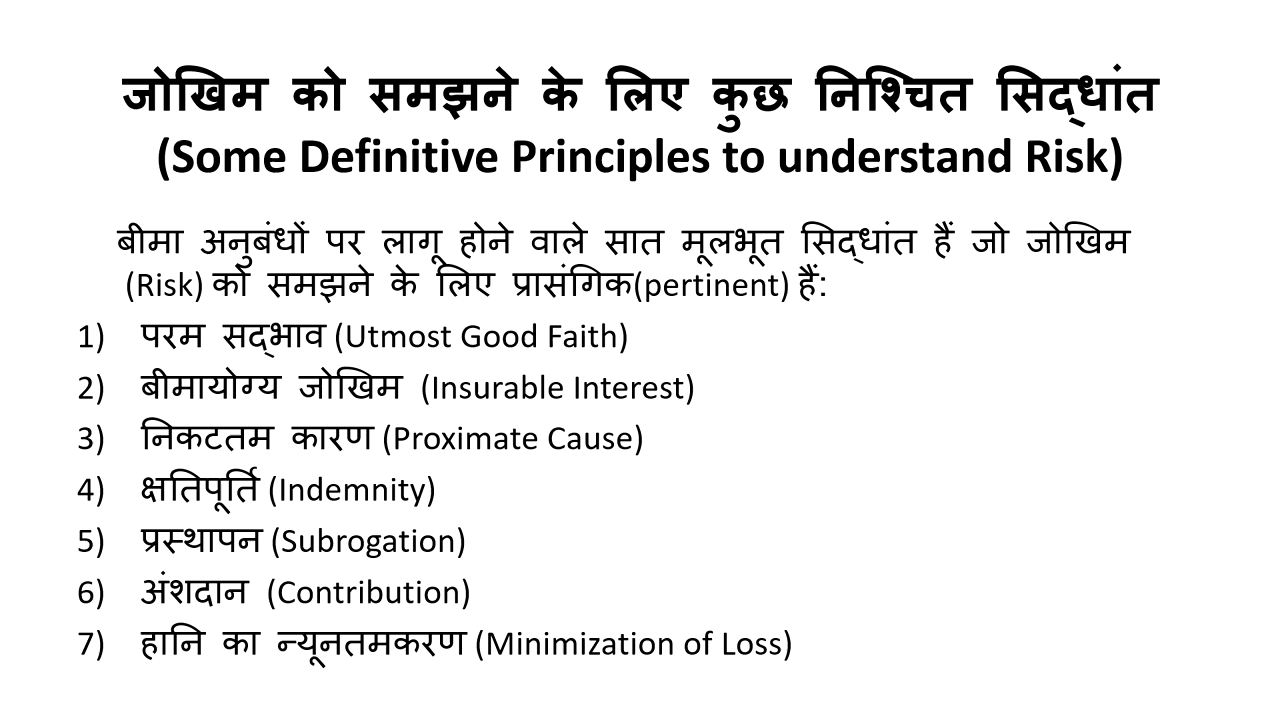 जोखिम को समझने के लिए कुछ निश्चित सिद्धांत
(Some Definitive Principles to understand Risk)
बीमा अनुबंधों पर लागू होने वाले सात मूलभूत सिद्धांत हैं जो जोखिम
(Risk) को समझने के लिए प्रासंगिक(pertinent) हैं:
1) परम सद्भाव (Utmost Good Faith)
2) बीमायोग्य जोखिम (Insurable Interest)
3) निकटतम कारण (Proximate Cause)
4) क्षतिपूर्ति (Indemnity)
5) प्रस्थापन (Subrogation)
6) अंशदान (Contribution)
7) हानि का न्यूनतमकरण (Minimization of Loss)